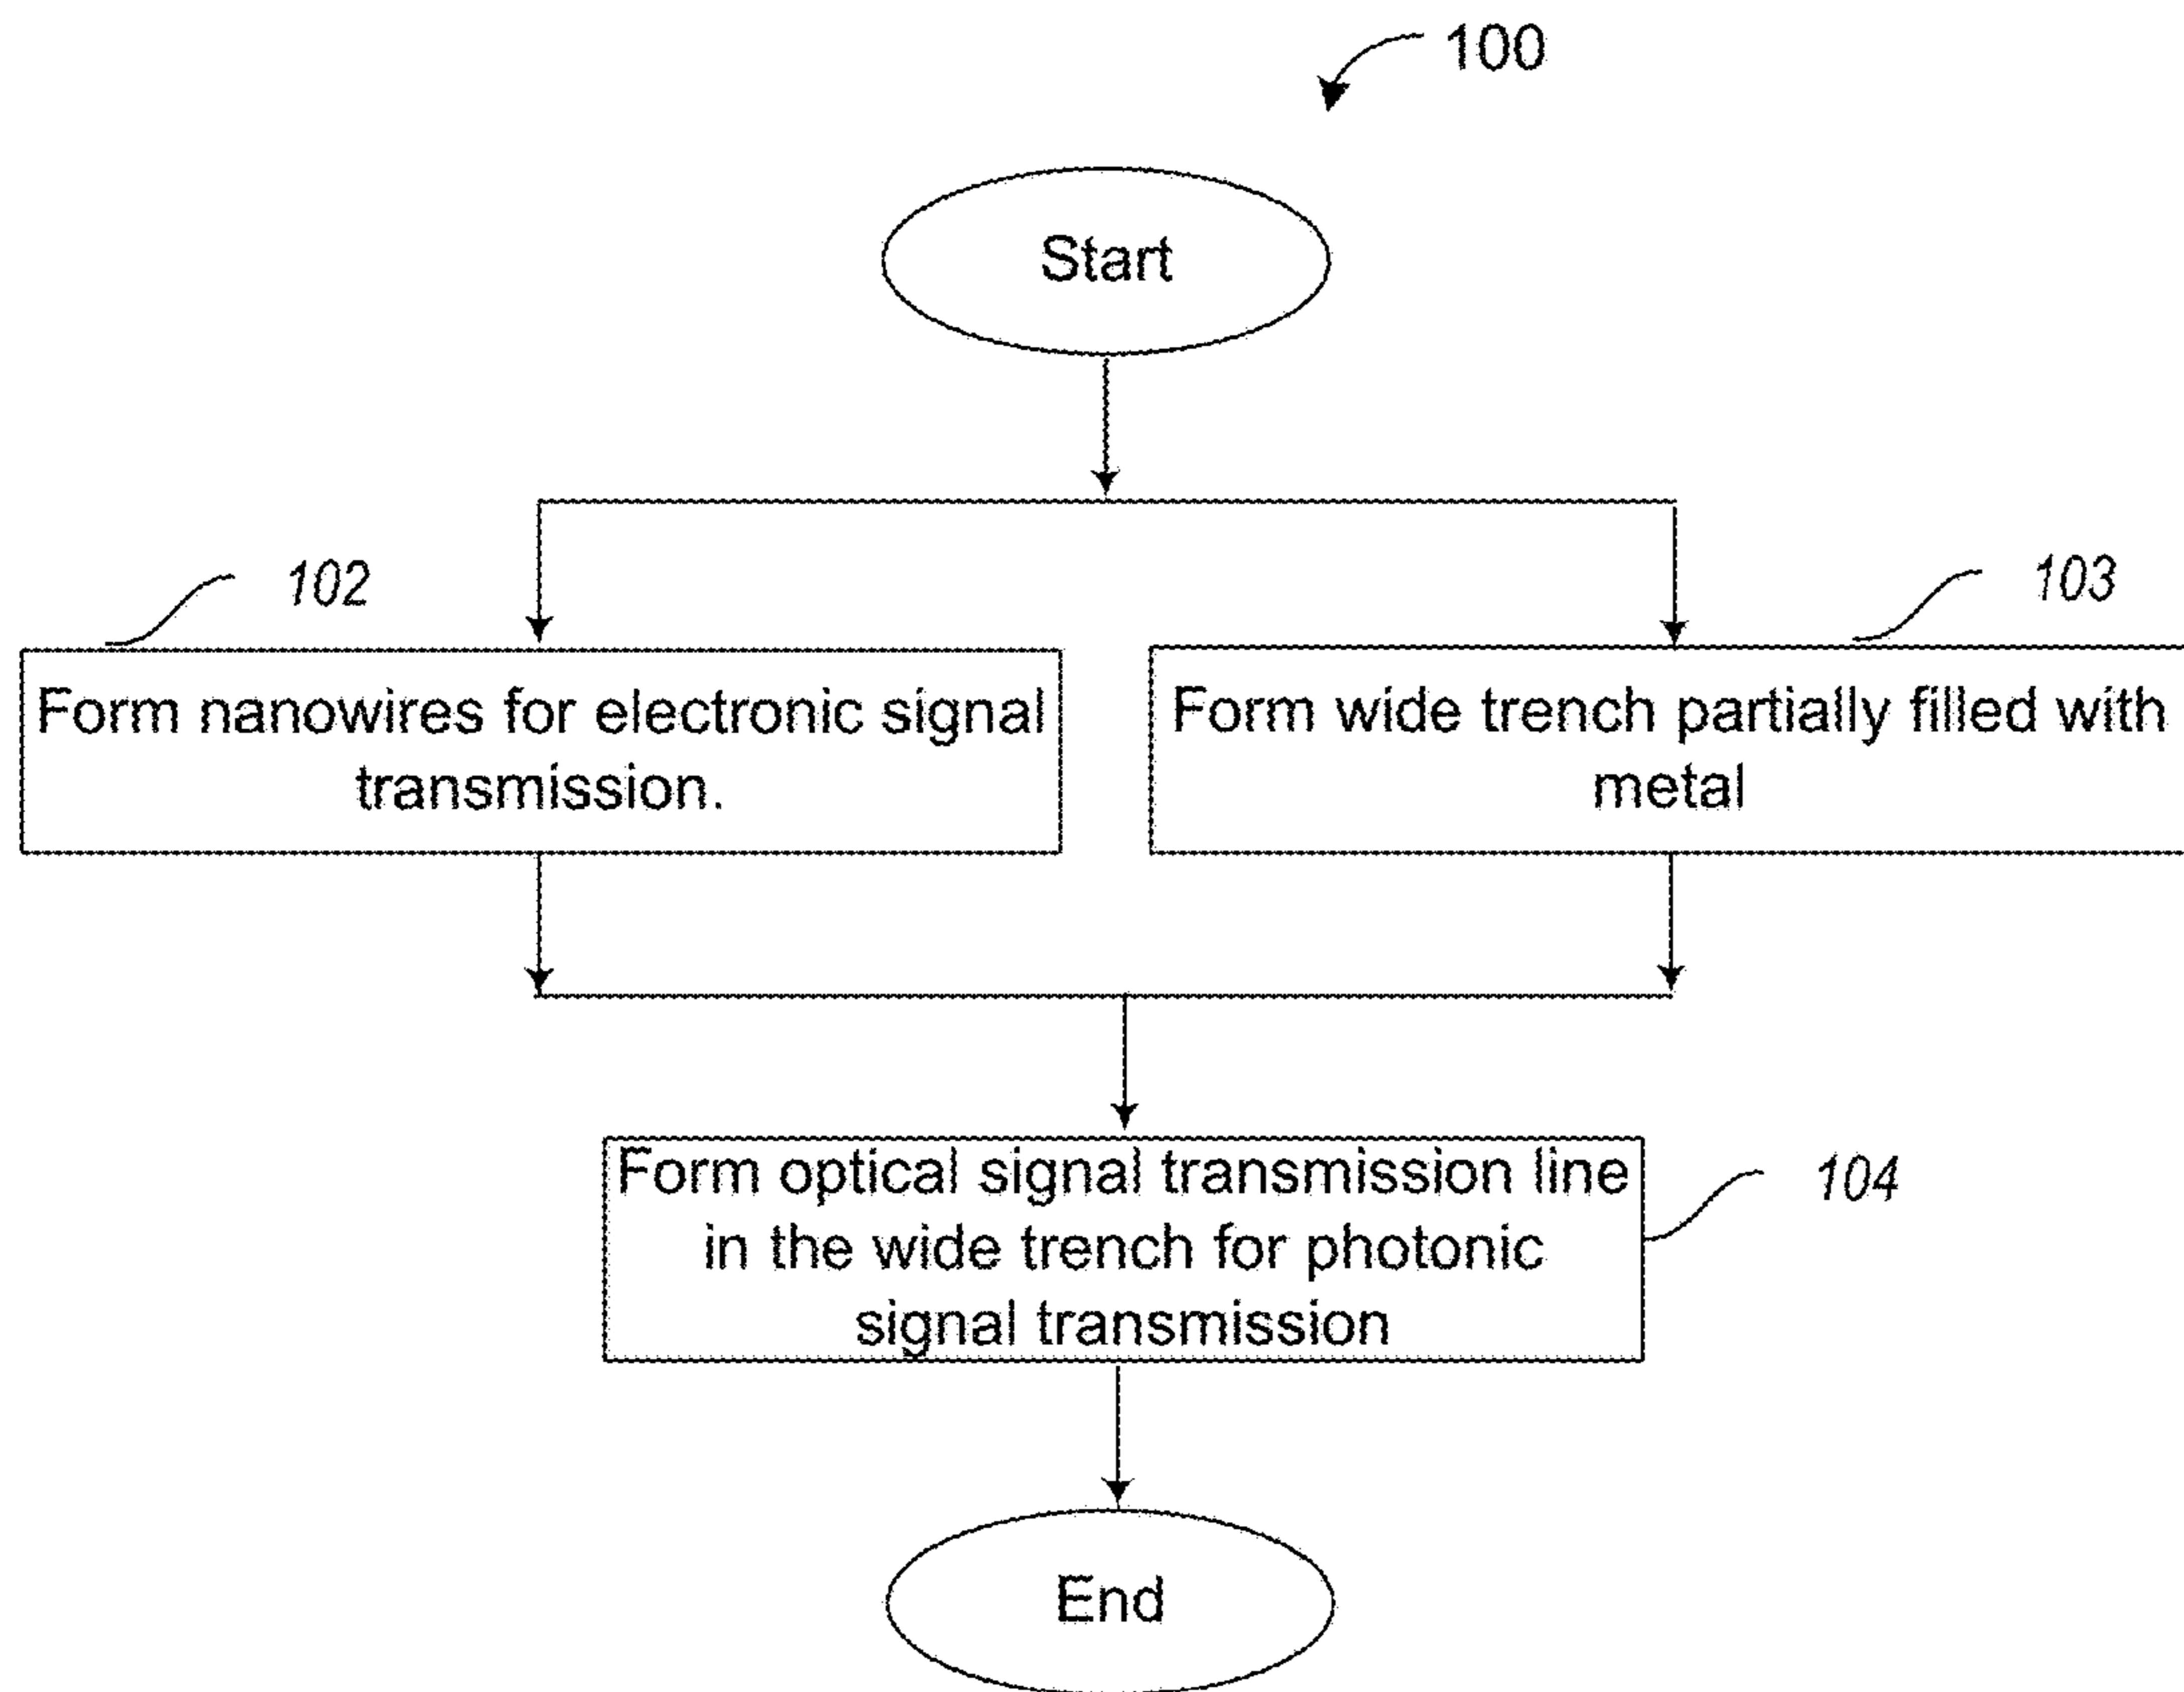 100
Start
102
103
Form nanowires for electronic signal
transmission.
Form wide trench partially filled with
metal
Form optical signal transmission line
in the wide trench for photonic
signal transmission
104
End